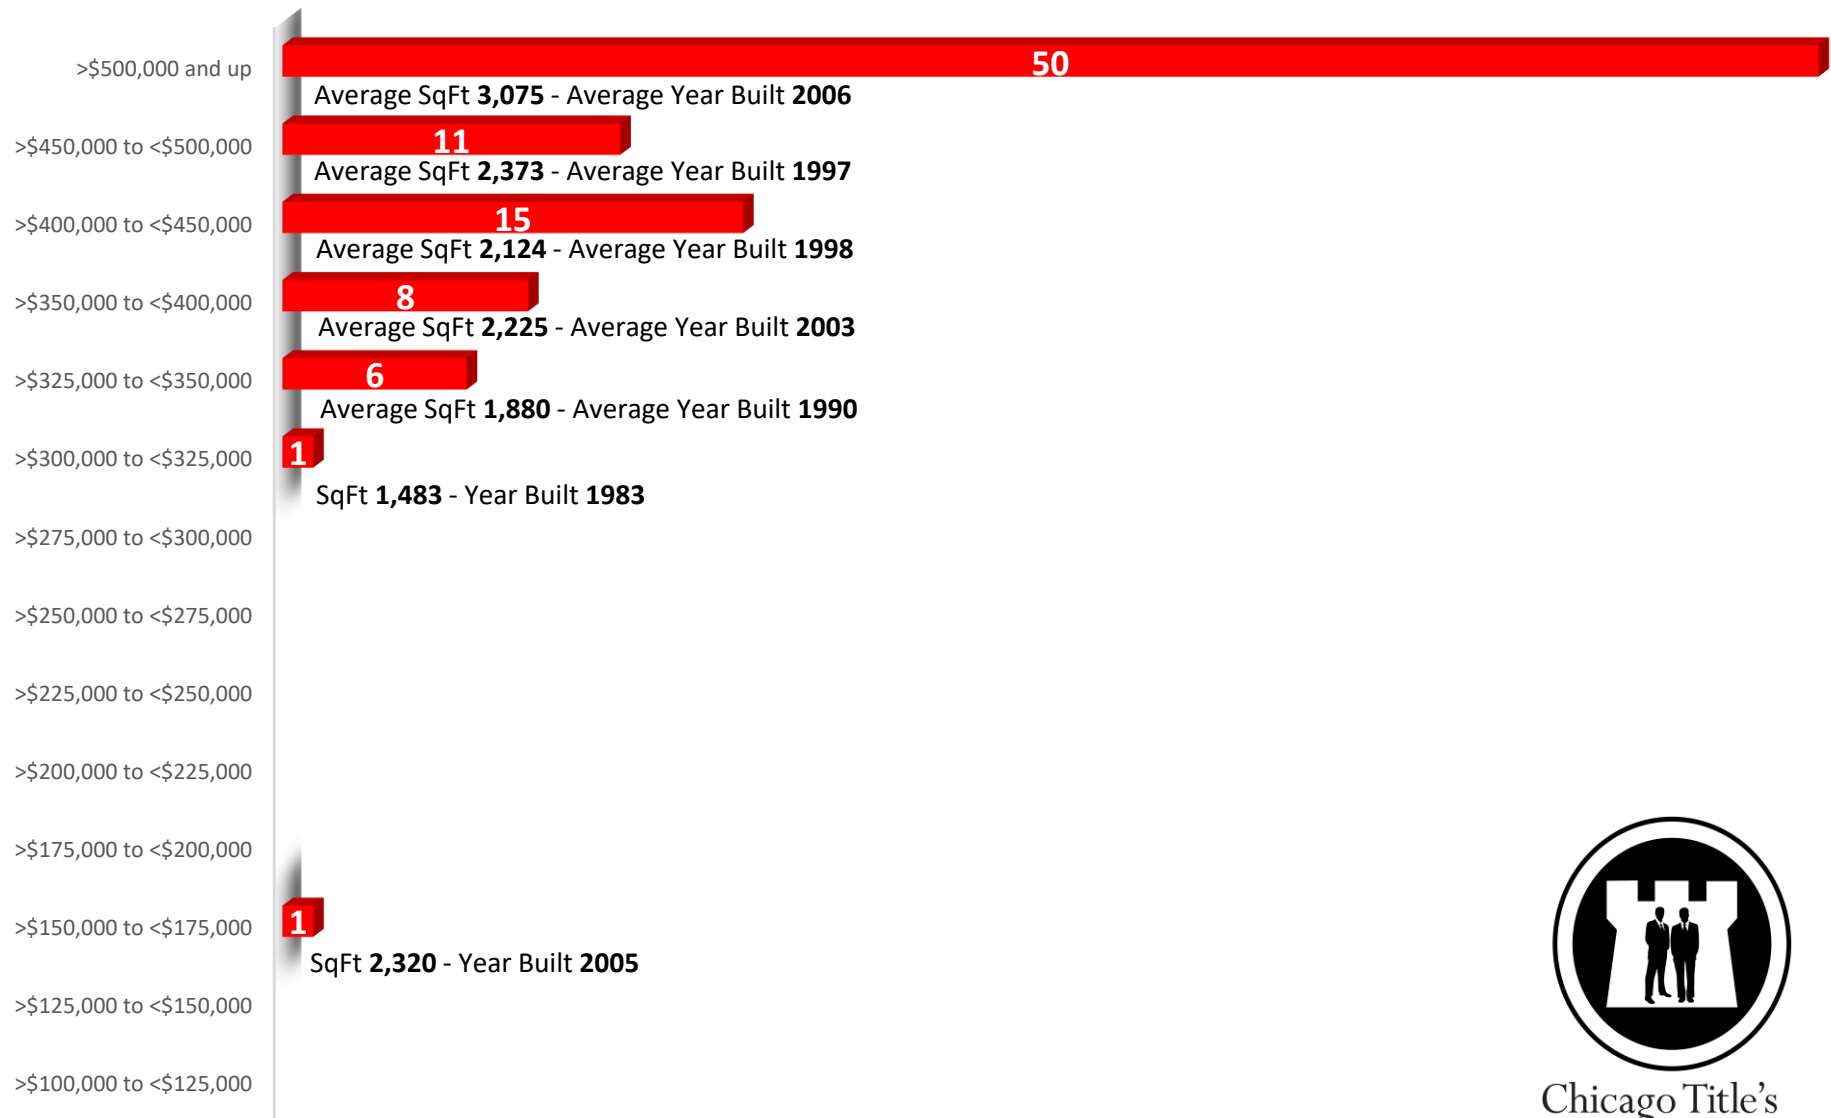 >$500,000 and up
50
Average SqFt 3,075 - Average Year Built 2006
>$450,000 to <$500,000
11
Average SqFt 2,373 - Average Year Built 1997
>$400,000 to <$450,000
15
Average SqFt 2,124 - Average Year Built 1998
>$350,000 to <$400,000
8
Average SqFt 2,225 - Average Year Built 2003
>$325,000 to <$350,000
6
Average SqFt 1,880 - Average Year Built 1990
>$300,000 to <$325,000
1
SqFt 1,483 - Year Built 1983
>$275,000 to <$300,000
>$250,000 to <$275,000
>$225,000 to <$250,000
>$200,000 to <$225,000
>$175,000 to <$200,000
>$150,000 to <$175,000
1
SqFt 2,320 - Year Built 2005
>$125,000 to <$150,000
>$100,000 to <$125,000
Chicago Title's